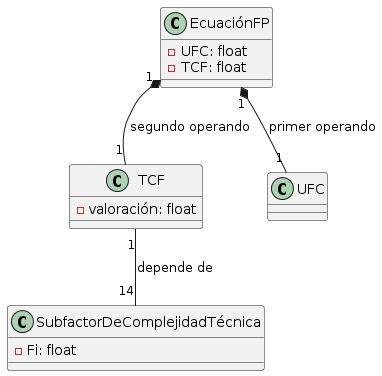 C EcuaciónFP
UFC: float
TCF: float
1
1
segundo operando
primer operando
1
1
C TCF
valoración: float
C UFC
1
depende de
14
C SubfactorDeComplejidadTécnica
Fi: float